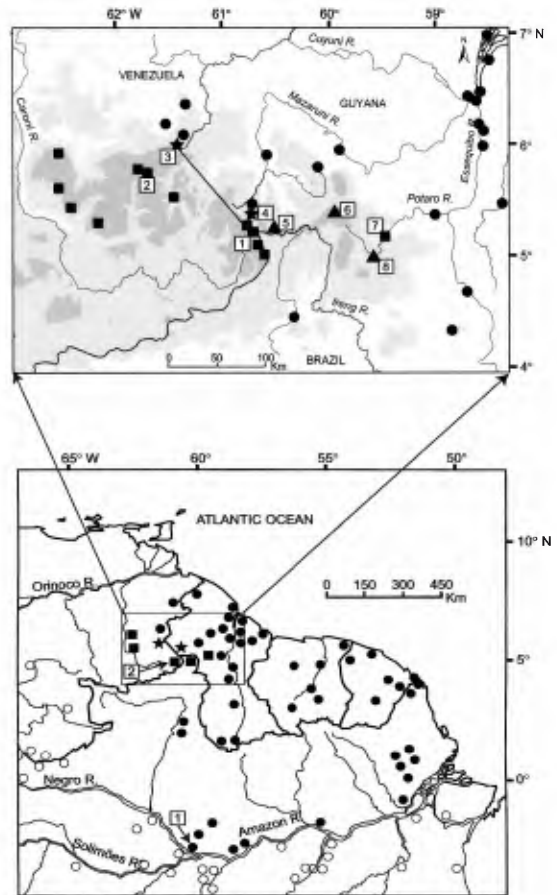 62° W 61° 60° 59°
7° N
Cuyuni R.
VENEZUELA
GUYANA
Mazaruni R.
Caroni R.
Essequibo R.
3
6°
2
Potaro R.
4
5
6
7
1
5°
8
Ireng R.
0 50 100
Km
BRAZIL
4°
65° W 60° 55° 50°
ATLANTIC OCEAN
10° N
Orinoco R.
0 150 300 450
Km
2
5°
0°
Negro R.
1
Amazon R.
Solimões R.